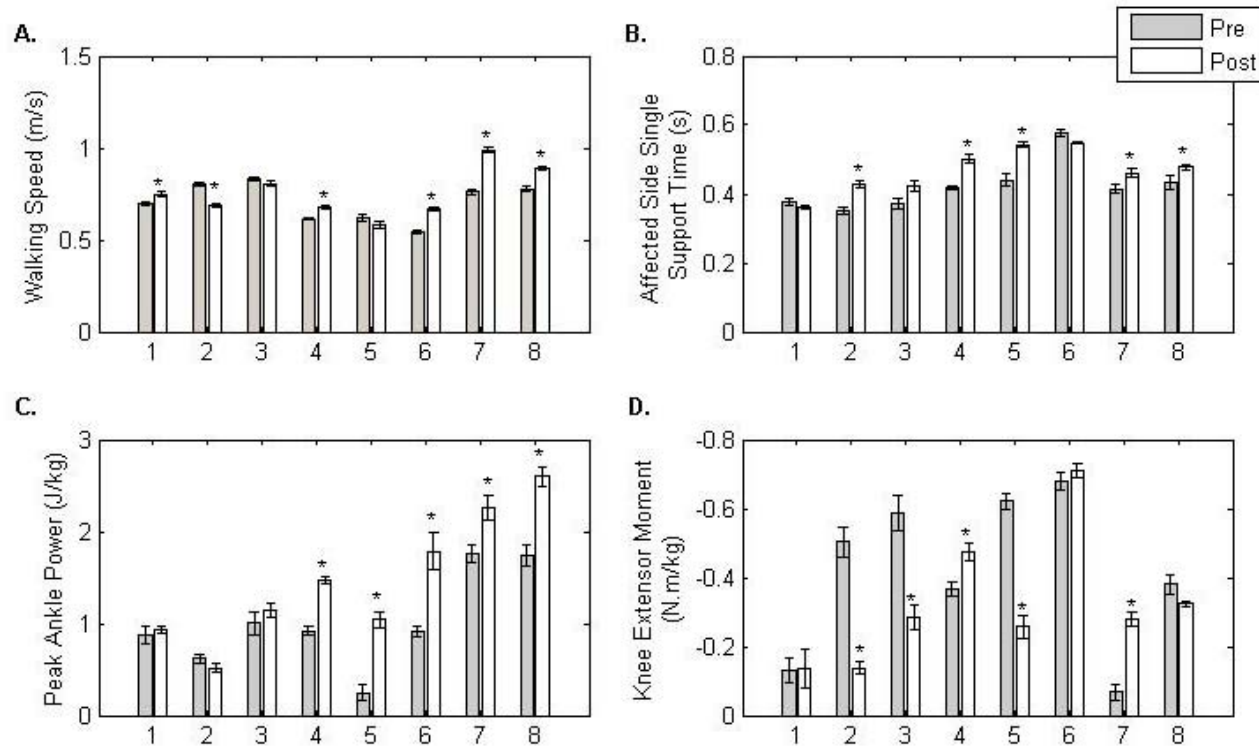 A.
Walking Speed (m/s)
1.5
1
0.5
0
*
*
*
*
*
*
1 2 3 4 5 6 7 8
B.
Pre
Post
Affected Side Single
Support Time (s)
0.8
0.6
0.4
0.2
0
*
*
*
*
*
1 2 3 4 5 6 7 8
C.
Peak Ankle Power (J/kg)
3
2
1
0
*
*
*
*
*
1 2 3 4 5 6 7 8
D.
Knee Extensor Moment
(N.m/kg)
-0.8
-0.6
-0.4
-0.2
0
*
*
*
*
*
1 2 3 4 5 6 7 8